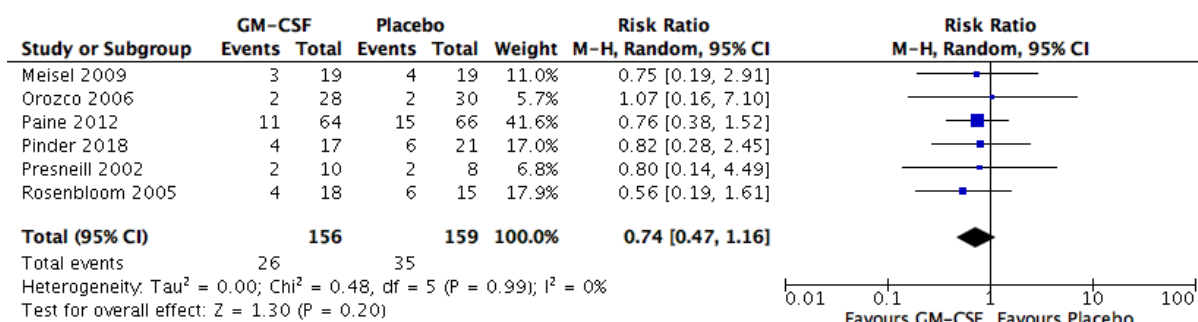 GM-CSF Placebo Risk Ratio Risk Ratio
Study or Subgroup Events Total Events Total Weight M-H, Random, 95% CI M-H, Random, 95% CI
Meisel 2009 3 19 4 19 11.0% 0.75 [0.19, 2.91]
Orozco 2006 2 28 2 30 5.7% 1.07 [0.16, 7.10]
Paine 2012 11 64 15 66 41.6% 0.76 [0.38, 1.52]
Pinder 2018 4 17 6 21 17.0% 0.82 [0.28, 2.45]
Presneill 2002 2 10 2 8 6.8% 0.80 [0.14, 4.49]
Rosenbloom 2005 4 18 6 15 17.9% 0.56 [0.19, 1.61]
Total (95% CI) 156 159 100.0% 0.74 [0.47, 1.16]
Total events 26 35
Heterogeneity: Tau² = 0.00; Chi² = 0.48, df = 5 (P = 0.99); I² = 0%
Test for overall effect: Z = 1.30 (P = 0.20)
0.01 0.1 1 10 100
Favours GM-CSF Favours Placebo